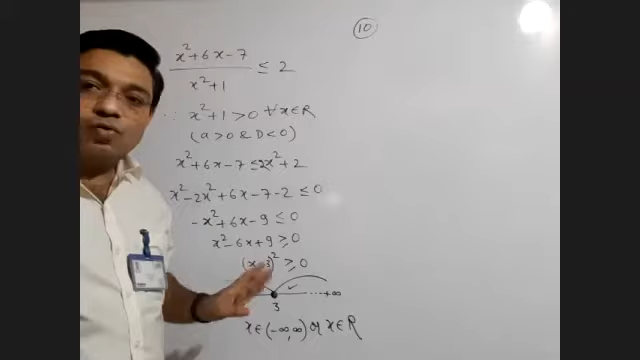 ⑩
x²+6x-7 / x²+1 ≤ 2
∵ x²+1 >0 ∀x∈R
(a>0 & D<0)
x²+6x-7 ≤2x²+2
x²-2x²+6x-7-2 ≤0
-x²+6x-9 ≤0
x²-6x+9 ≥0
(x-3)² ≥0
3 +∞
x∈(-∞,∞) or x∈R